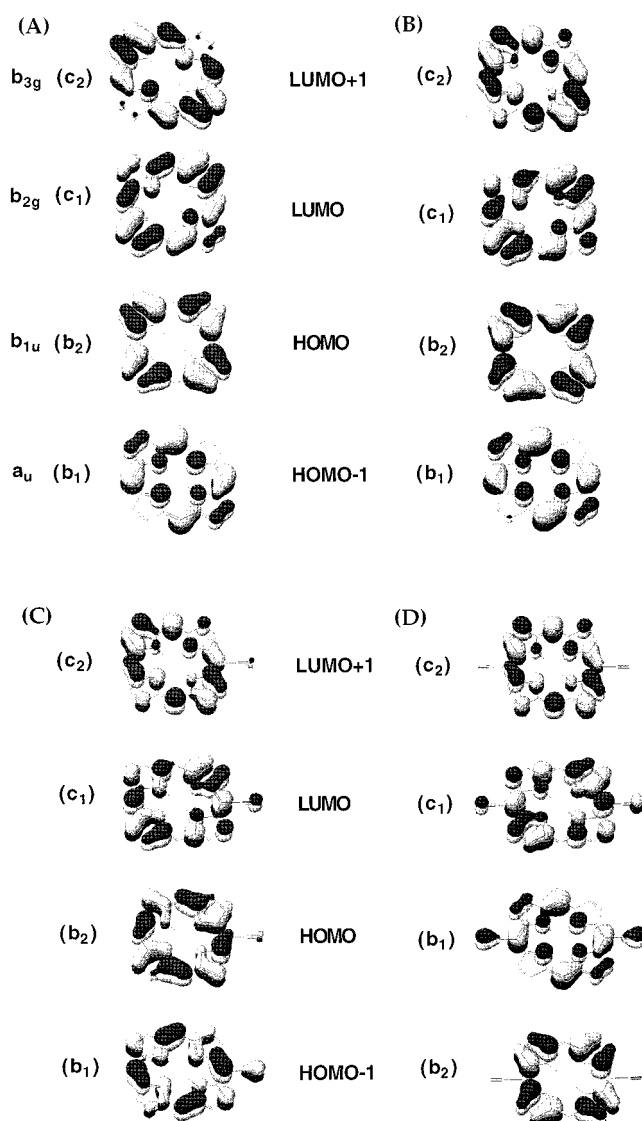 (A) (B)
b3g (c2) LUMO+1 (c2)
b2g (c1) LUMO (c1)
b1u (b2) HOMO (b2)
au (b1) HOMO-1 (b1)
(C) (D)
(c2) LUMO+1 (c2)
(c1) LUMO (c1)
(b2) HOMO (b1)
(b1) HOMO-1 (b2)